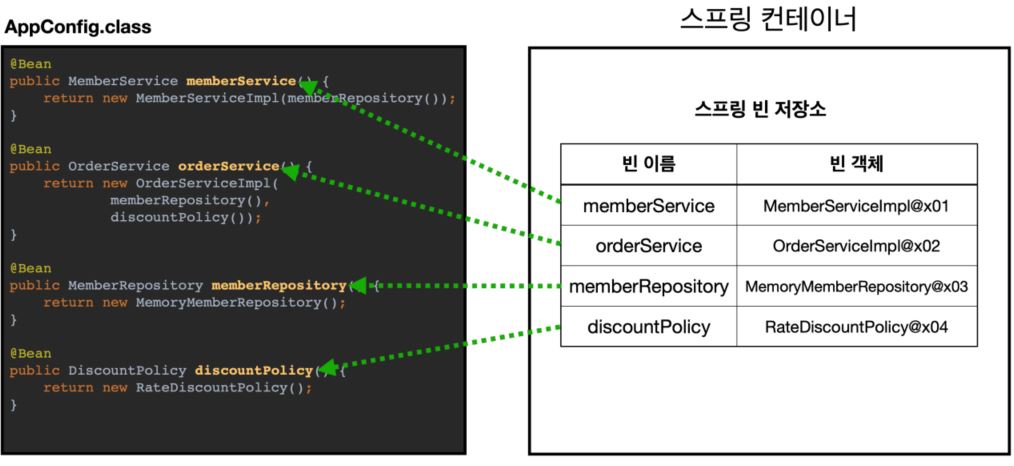 AppConfig.class
@Bean
public MemberService memberService() {
    return new MemberServiceImpl(memberRepository());
}
@Bean
public OrderService orderService() {
    return new OrderServiceImpl(
            memberRepository(),
            discountPolicy());
}
@Bean
public MemberRepository memberRepository() {
    return new MemoryMemberRepository();
}
@Bean
public DiscountPolicy discountPolicy() {
    return new RateDiscountPolicy();
}
스프링 컨테이너
스프링 빈 저장소
빈 이름 빈 객체
memberService MemberServiceImpl@x01
orderService OrderServiceImpl@x02
memberRepository MemoryMemberRepository@x03
discountPolicy RateDiscountPolicy@x04